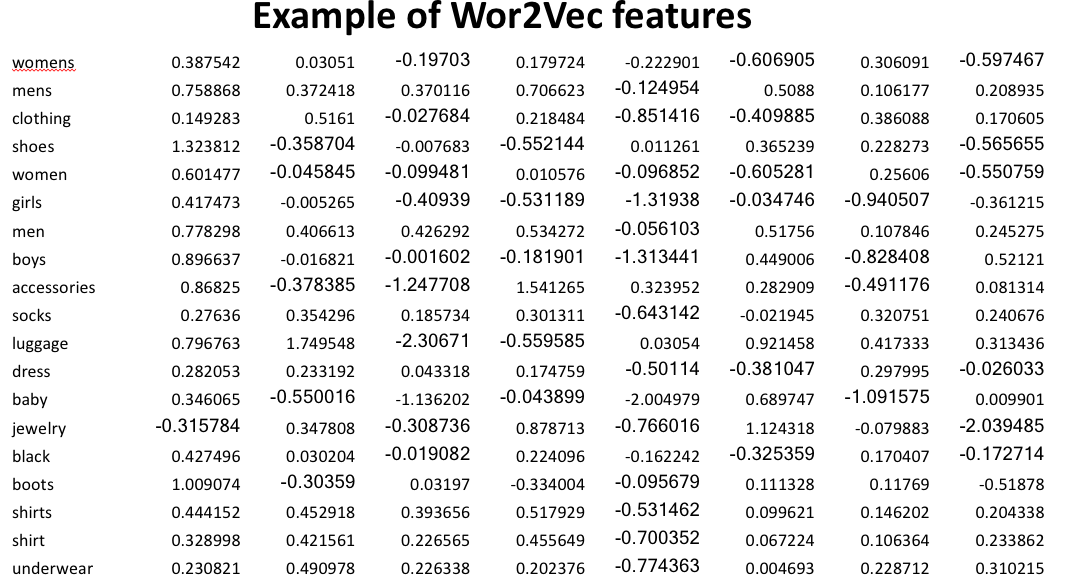 Example of Wor2Vec features
womens 0.387542 0.03051 -0.19703 0.179724 -0.222901 -0.606905 0.306091 -0.597467
mens 0.758868 0.372418 0.370116 0.706623 -0.124954 0.5088 0.106177 0.208935
clothing 0.149283 0.5161 -0.027684 0.218484 -0.851416 -0.409885 0.386088 0.170605
shoes 1.323812 -0.358704 -0.007683 -0.552144 0.011261 0.365239 0.228273 -0.565655
women 0.601477 -0.045845 -0.099481 0.010576 -0.096852 -0.605281 0.25606 -0.550759
girls 0.417473 -0.005265 -0.40939 -0.531189 -1.31938 -0.034746 -0.940507 -0.361215
men 0.778298 0.406613 0.426292 0.534272 -0.056103 0.51756 0.107846 0.245275
boys 0.896637 -0.016821 -0.001602 -0.181901 -1.313441 0.449006 -0.828408 0.52121
accessories 0.86825 -0.378385 -1.247708 1.541265 0.323952 0.282909 -0.491176 0.081314
socks 0.27636 0.354296 0.185734 0.301311 -0.643142 -0.021945 0.320751 0.240676
luggage 0.796763 1.749548 -2.30671 -0.559585 0.03054 0.921458 0.417333 0.313436
dress 0.282053 0.233192 0.043318 0.174759 -0.50114 -0.381047 0.297995 -0.026033
baby 0.346065 -0.550016 -1.136202 -0.043899 -2.004979 0.689747 -1.091575 0.009901
jewelry -0.315784 0.347808 -0.308736 0.878713 -0.766016 1.124318 -0.079883 -2.039485
black 0.427496 0.030204 -0.019082 0.224096 -0.162242 -0.325359 0.170407 -0.172714
boots 1.009074 -0.30359 0.03197 -0.334004 -0.095679 0.111328 0.11769 -0.51878
shirts 0.444152 0.452918 0.393656 0.517929 -0.531462 0.099621 0.146202 0.204338
shirt 0.328998 0.421561 0.226565 0.455649 -0.700352 0.067224 0.106364 0.233862
underwear 0.230821 0.490978 0.226338 0.202376 -0.774363 0.004693 0.228712 0.310215